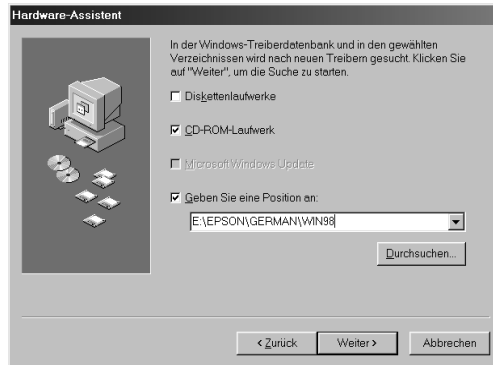 Hardware-Assistent
In der Windows-Treiberdatenbank und in den gewählten
Verzeichnissen wird nach neuen Treibern gesucht. Klicken Sie
auf "Weiter", um die Suche zu starten.
Diskettenlaufwerke
CD-ROM-Laufwerk
Microsoft Windows Update
Geben Sie eine Position an:
E:\EPSON\GERMAN\WIN98
Durchsuchen...
< Zurück
Weiter >
Abbrechen